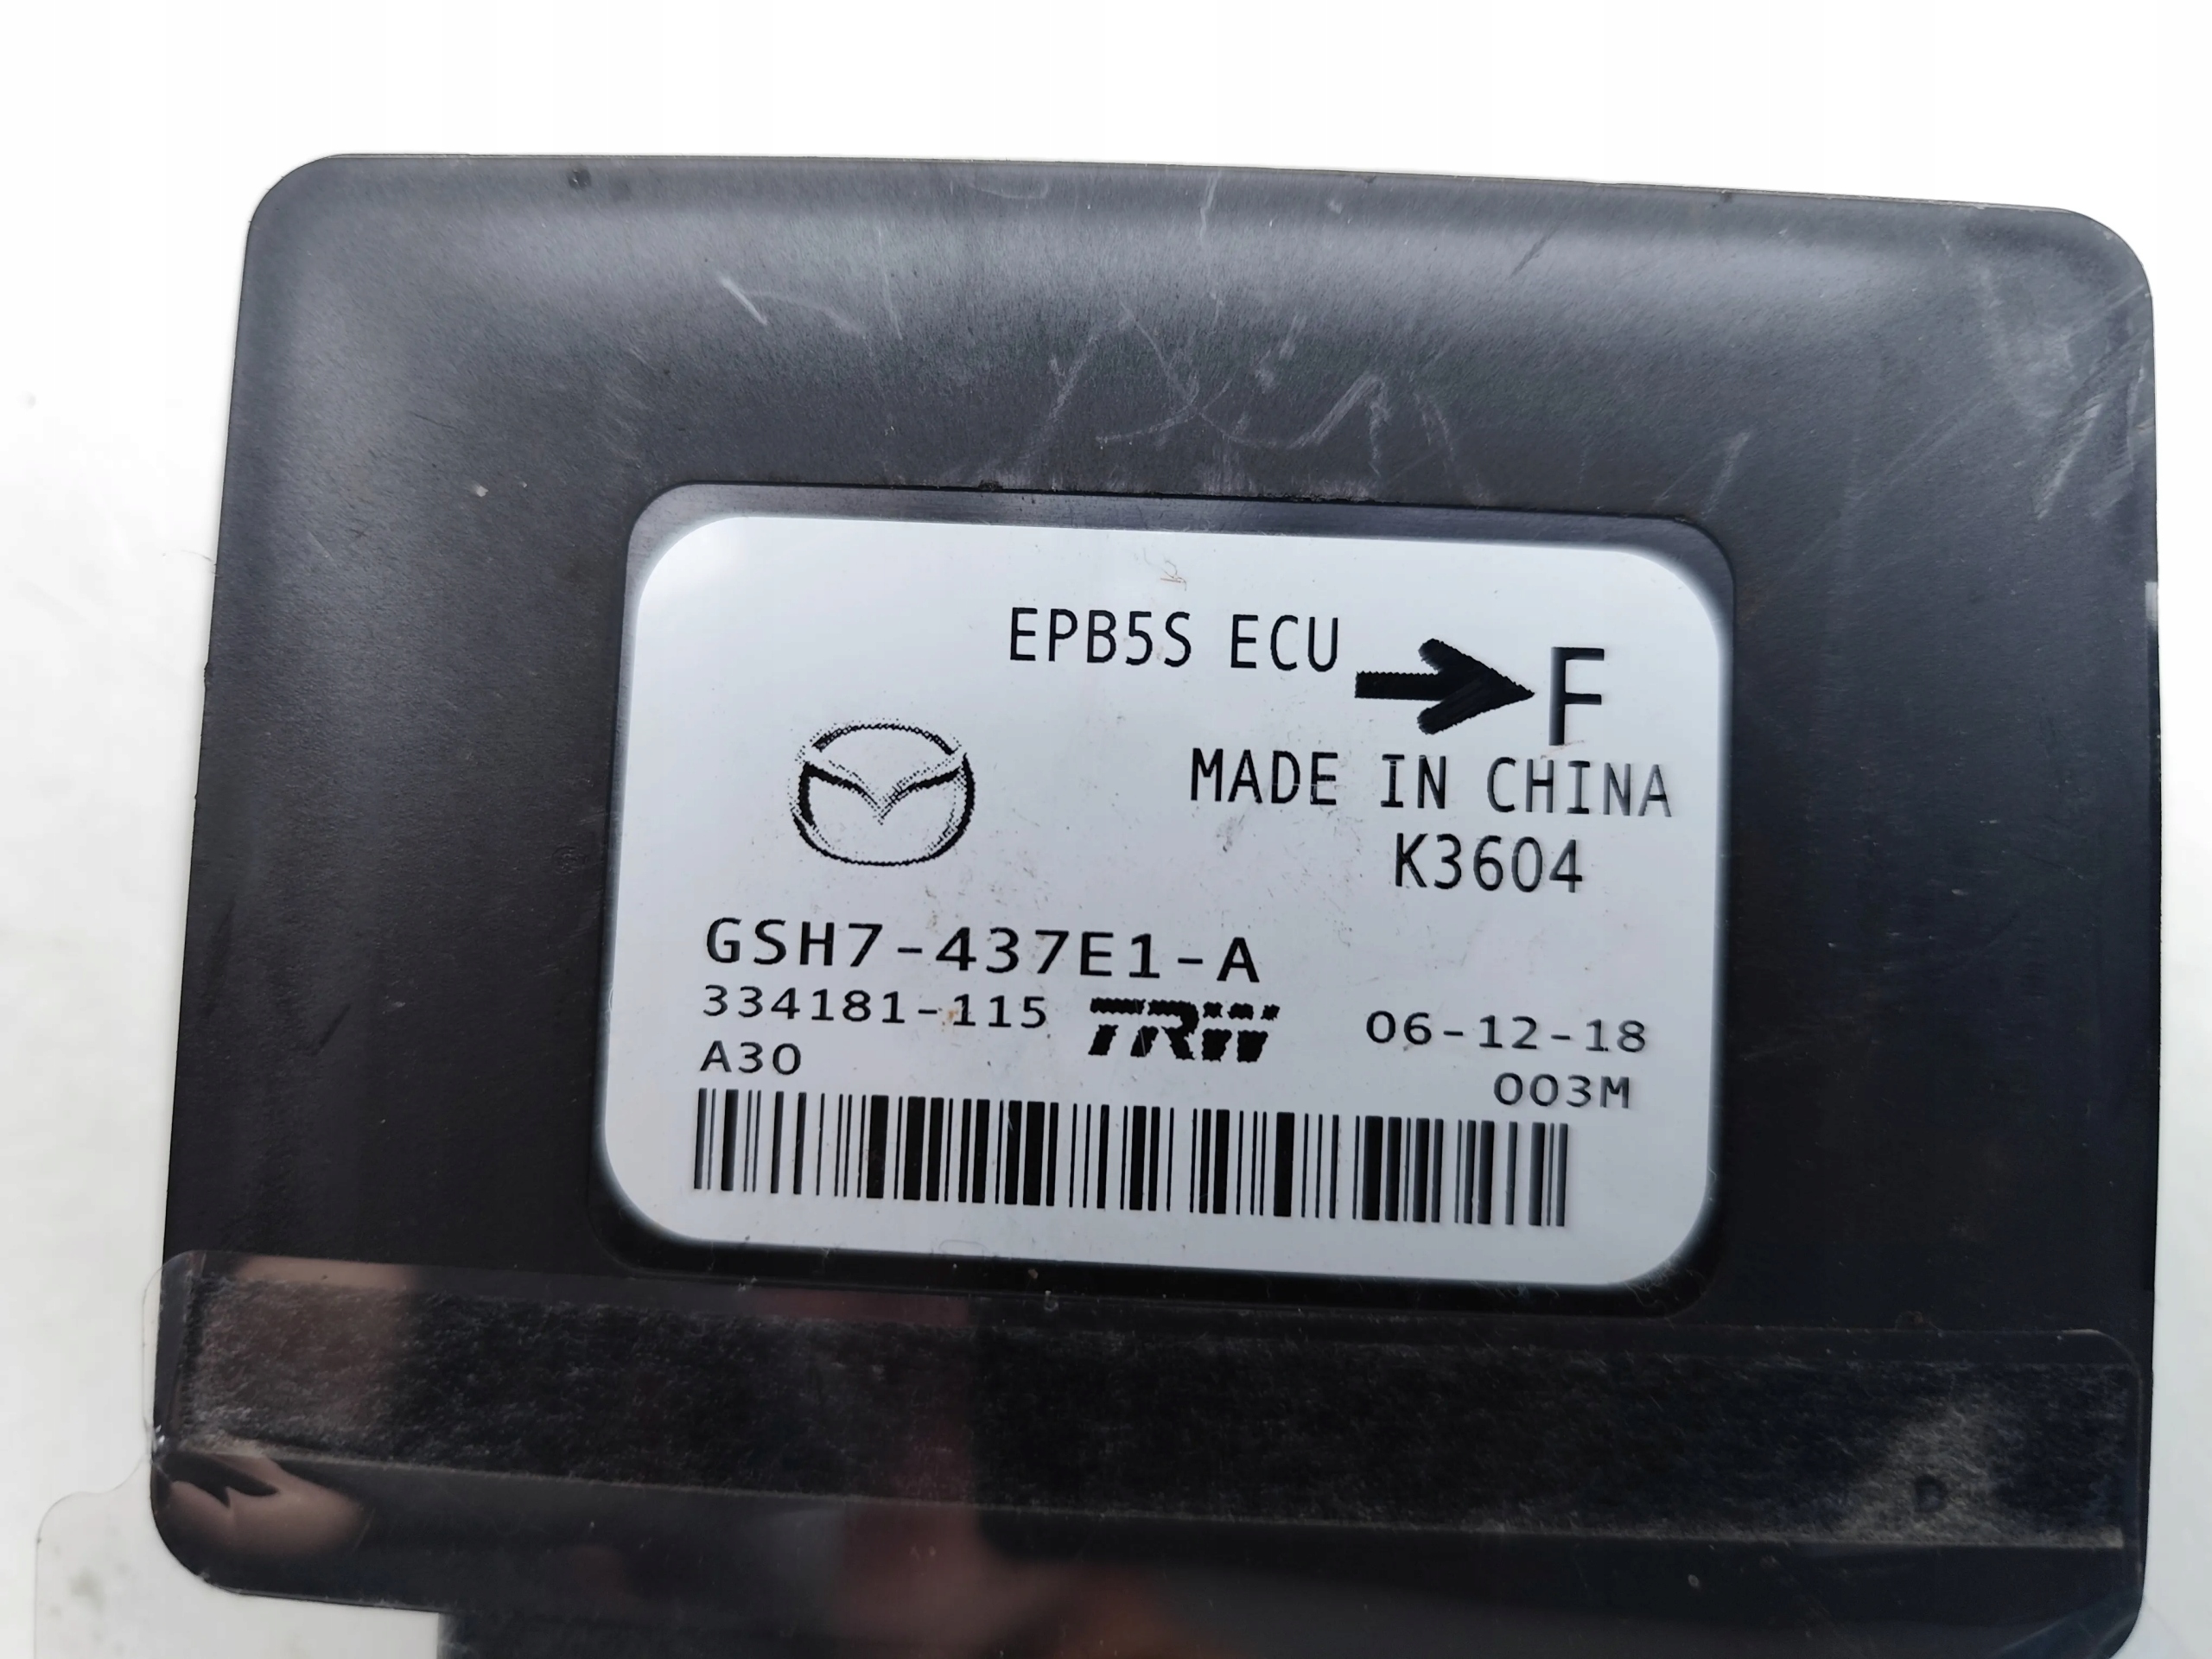 EPB5S ECU
F
MADE IN CHINA
K3604
GSH7-437E1-A
334181-115 TRW 06-12-18
A30
003M